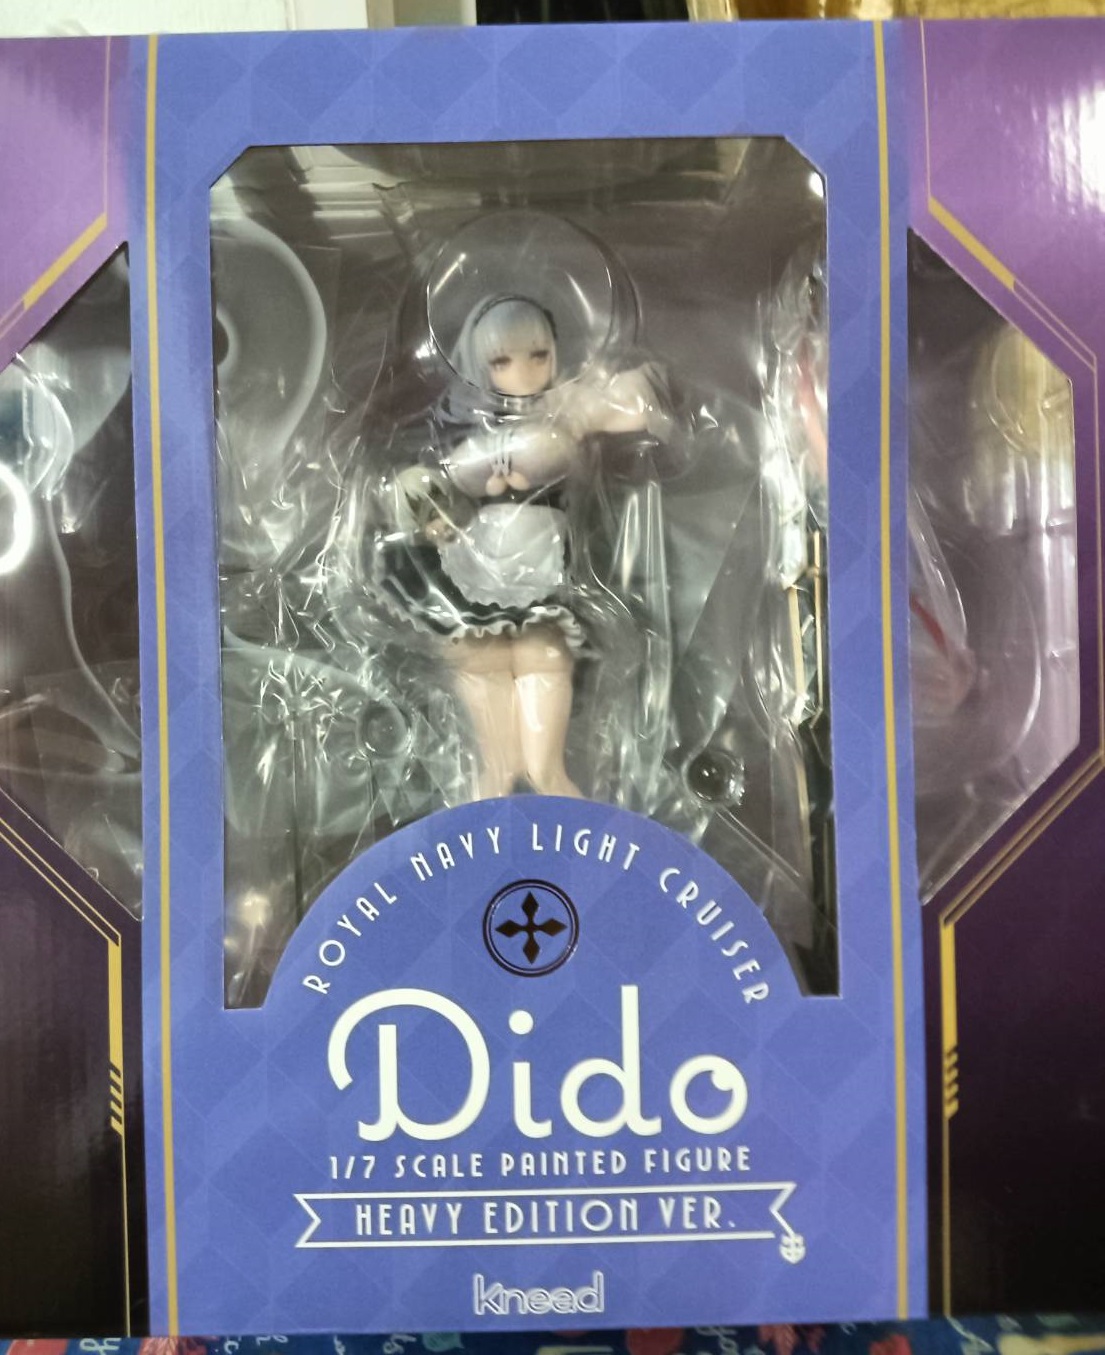 ROYAL NAVY LIGHT CRUISER
Dido
1/7 SCALE PAINTED FIGURE
HEAVY EDITION VER.
knead